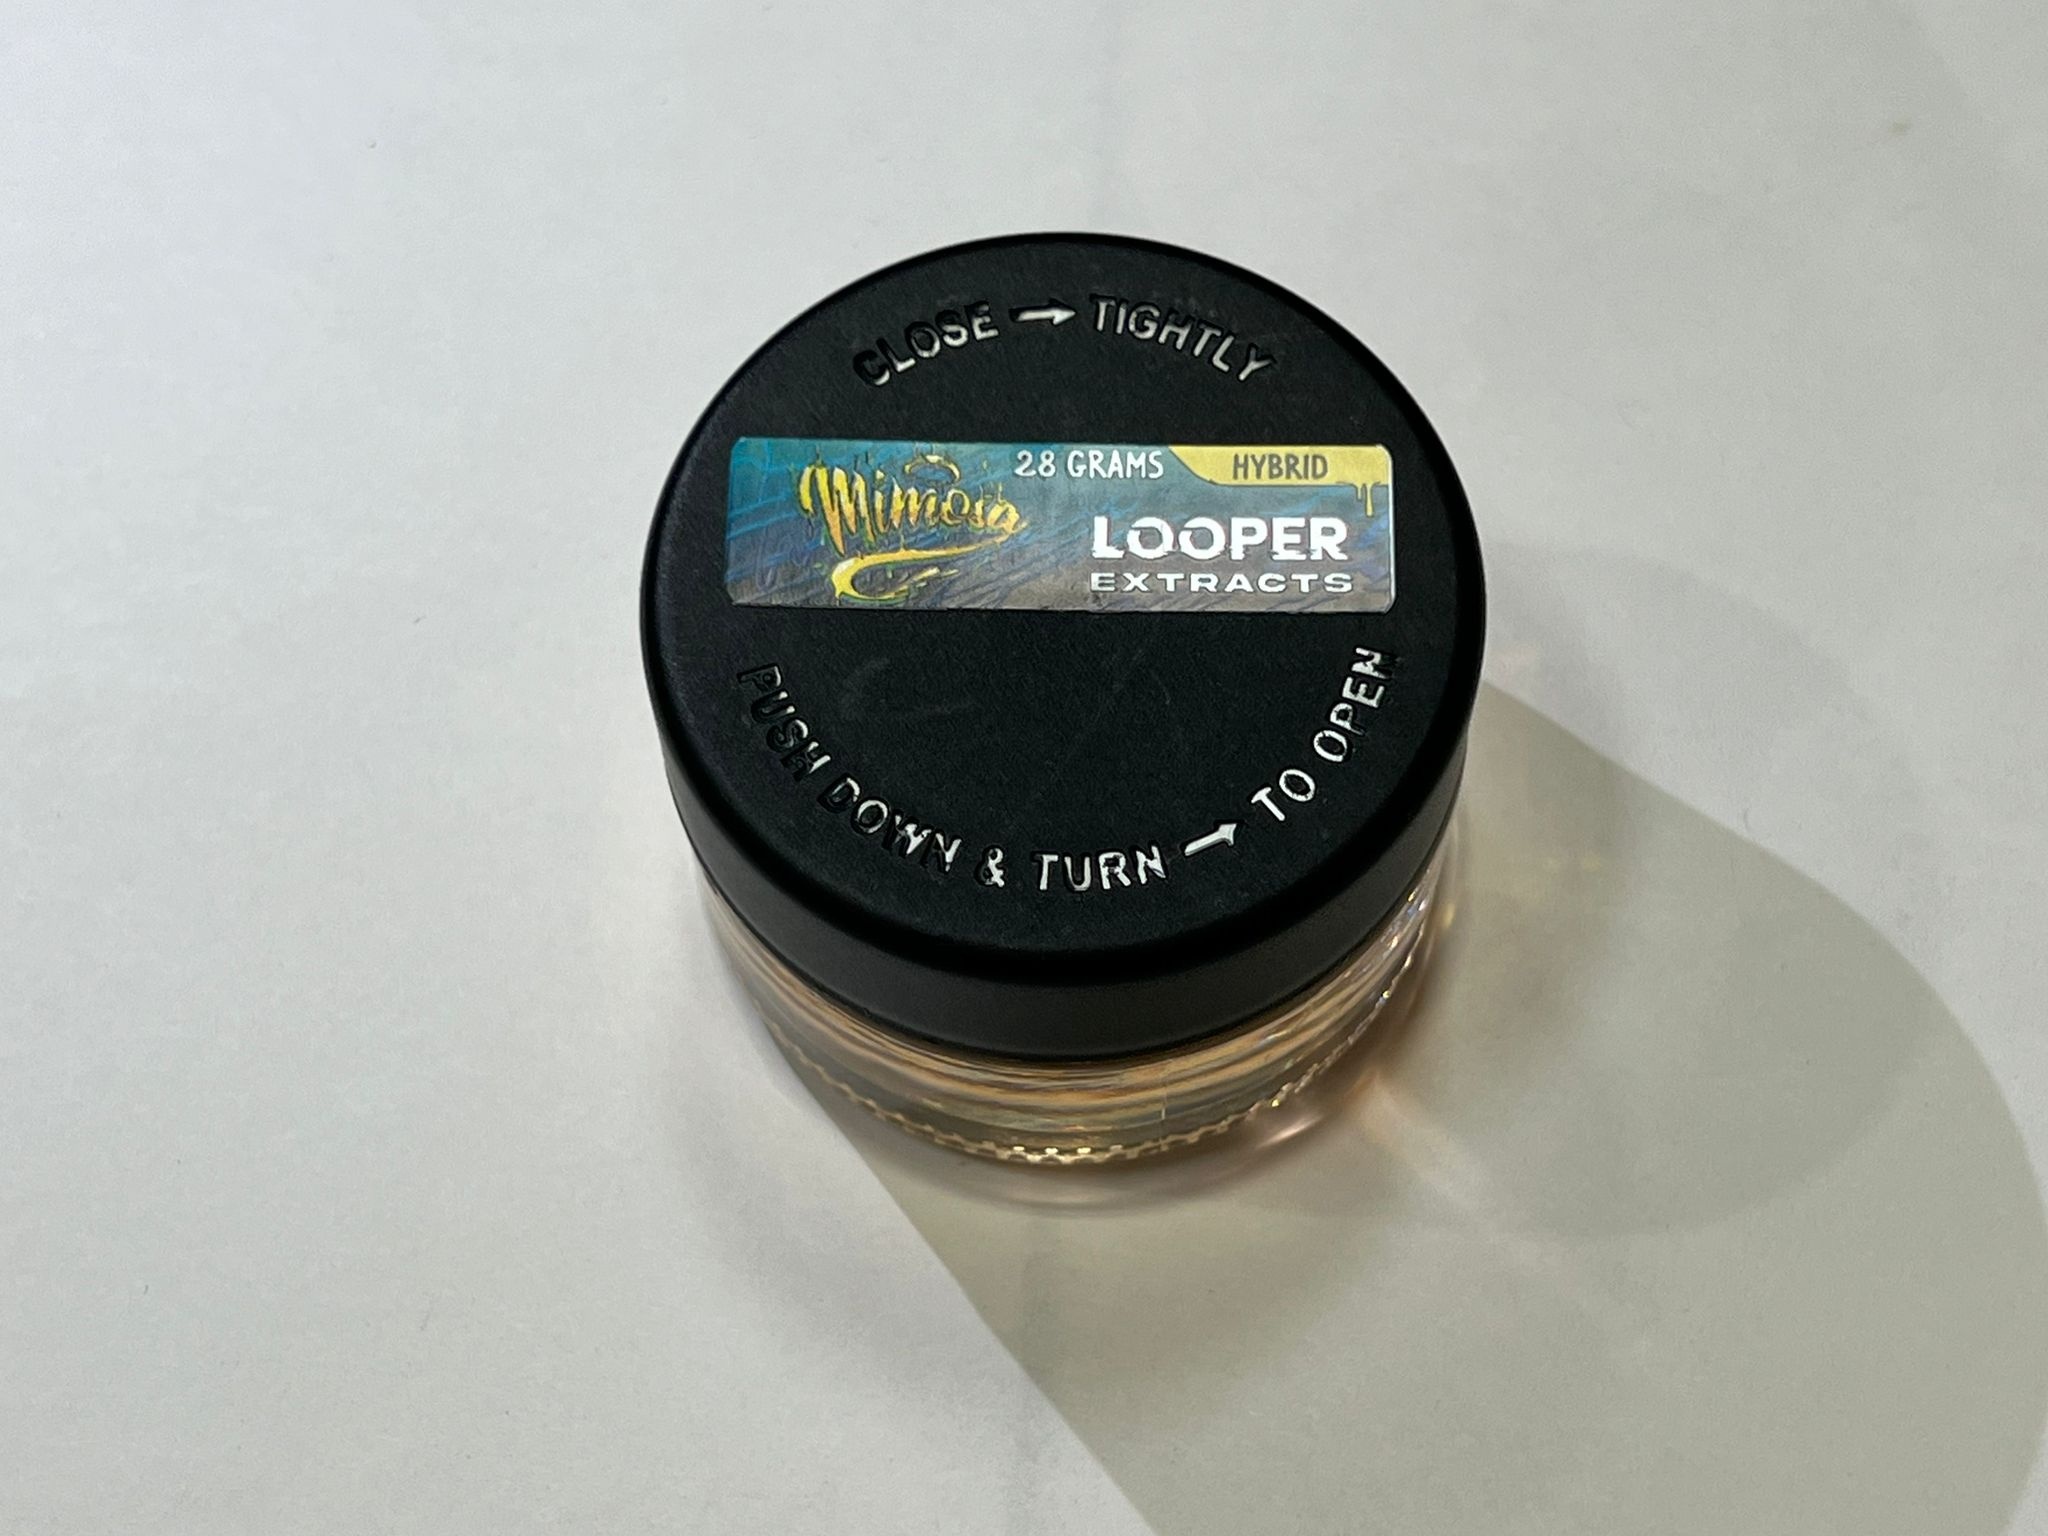 CLOSE → TIGHTLY
Mimosa
28 GRAMS
HYBRID
LOOPER
EXTRACTS
PUSH DOWN & TURN → TO OPEN